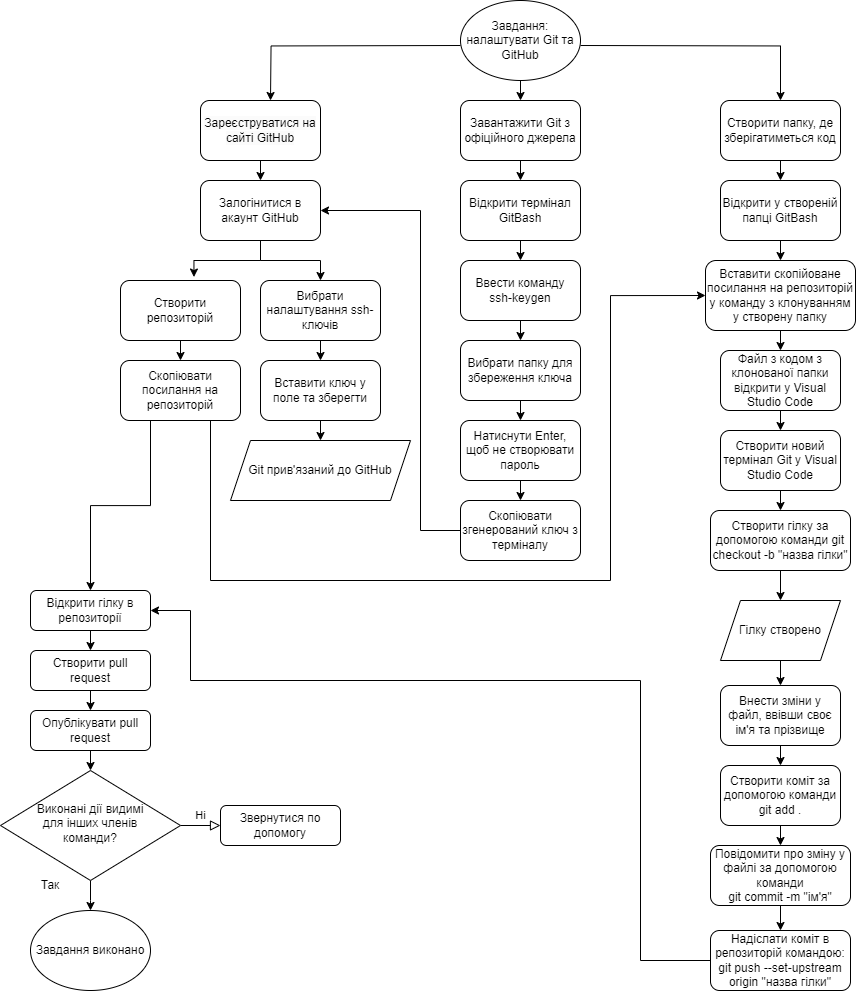 Завдання:
налаштувати Git та
GitHub
Зареєструватися на
сайті GitHub
Завантажити Git з
офіційного джерела
Створити папку, де
зберігатиметься код
Залогінитися в
акаунт GitHub
Відкрити термінал
GitBash
Відкрити у створеній
папці GitBash
Створити
репозиторій
Вибрати
налаштування ssh-
ключів
Ввести команду
ssh-keygen
Вставити скопійоване
посилання на репозиторій
у команду з клонуванням
у створену папку
Скопіювати
посилання на
репозиторій
Вставити ключ у
поле та зберегти
Вибрати папку для
збереження ключа
Файл з кодом з
клонованої папки
відкрити у Visual
Studio Code
Git прив'язаний до GitHub
Натиснути Enter,
щоб не створювати
пароль
Створити новий
термінал Git у Visual
Studio Code
Скопіювати
згенерований ключ з
терміналу
Створити гілку за
допомогою команди git
checkout -b "назва гілки"
Відкрити гілку в
репозиторії
Гілку створено
Створити pull
request
Внести зміни у
файл, ввівши своє
ім'я та прізвище
Опублікувати pull
request
Створити коміт за
допомогою команди
git add .
Виконані дії видимі
для інших членів
команди?
Ні
Звернутися по
допомогу
Повідомити про зміну у
файлі за допомогою
команди
git commit -m "ім'я"
Так
Завдання виконано
Надіслати коміт в
репозиторій командою:
git push --set-upstream
origin "назва гілки"